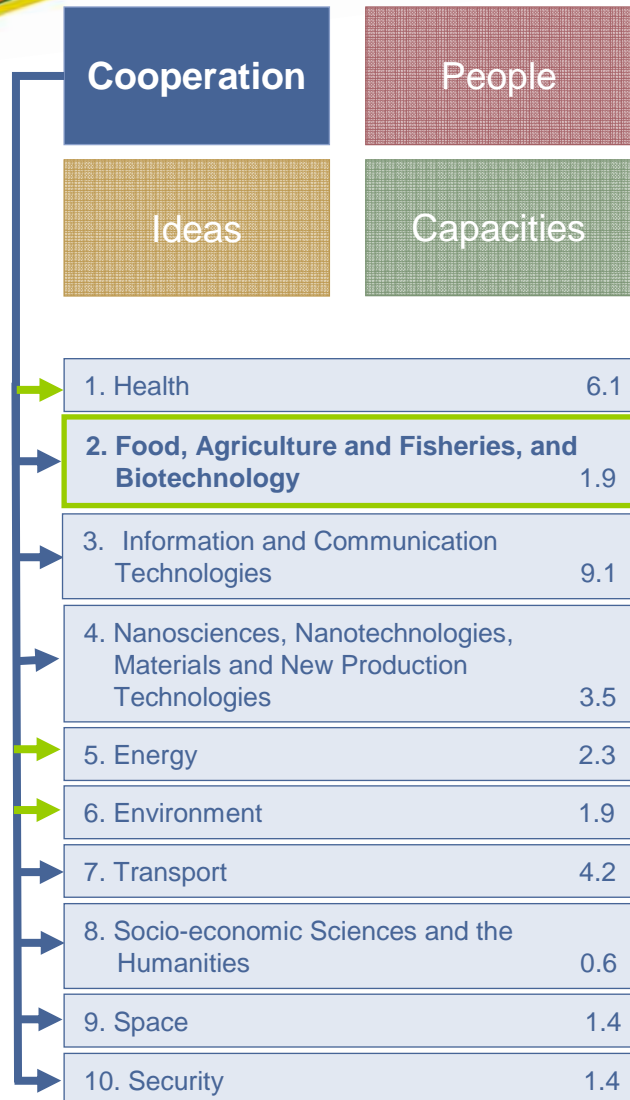 Cooperation
People
Ideas
Capacities
1. Health 6.1
2. Food, Agriculture and Fisheries, and
Biotechnology 1.9
3. Information and Communication
Technologies 9.1
4. Nanosciences, Nanotechnologies,
Materials and New Production
Technologies 3.5
5. Energy 2.3
6. Environment 1.9
7. Transport 4.2
8. Socio-economic Sciences and the
Humanities 0.6
9. Space 1.4
10. Security 1.4